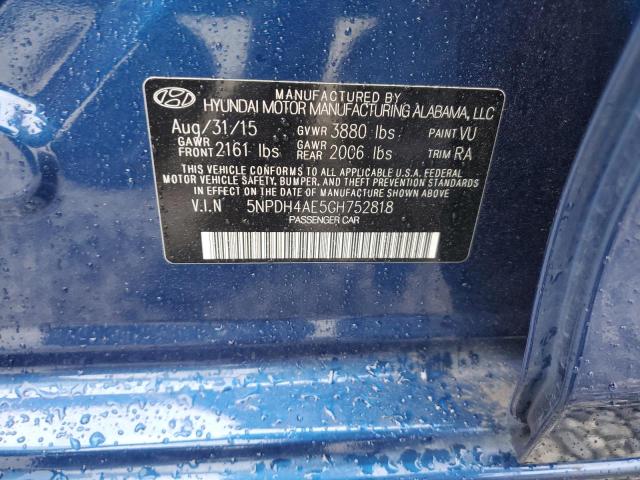 MANUFACTURED BY
HYUNDAI MOTOR MANUFACTURING ALABAMA, LLC
Aug/31/15 GVWR 3880 lbs PAINT VU
GAWR FRONT 2161 lbs GAWR REAR 2006 lbs TRIM RA
THIS VEHICLE CONFORMS TO ALL APPLICABLE U.S.A. FEDERAL
MOTOR VEHICLE SAFETY, BUMPER, AND THEFT PREVENTION STANDARDS
IN EFFECT ON THE DATE OF MANUFACTURE SHOWN ABOVE.
V.I.N 5NPDH4AE5GH752818
PASSENGER CAR